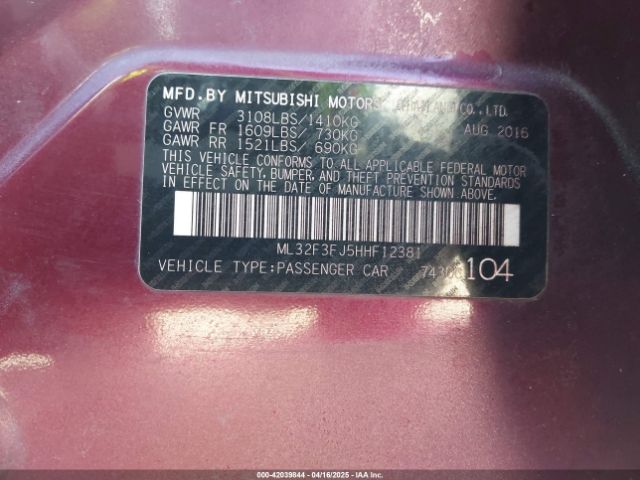 MFD.BY MITSUBISHI MOTORS (THAILAND) CO.,LTD.
GVWR 3108LBS/1410KG AUG 2016
GAWR FR 1609LBS/ 730KG
GAWR RR 1521LBS/ 690KG
THIS VEHICLE CONFORMS TO ALL APPLICABLE FEDERAL MOTOR
VEHICLE SAFETY, BUMPER, AND THEFT PREVENTION STANDARDS
IN EFFECT ON THE DATE OF MANUFACTURE SHOWN ABOVE.
ML32F3FJ5HHF12381
VEHICLE TYPE:PASSENGER CAR 104
000-42039844 - 04/16/2025 - IAAI.COM